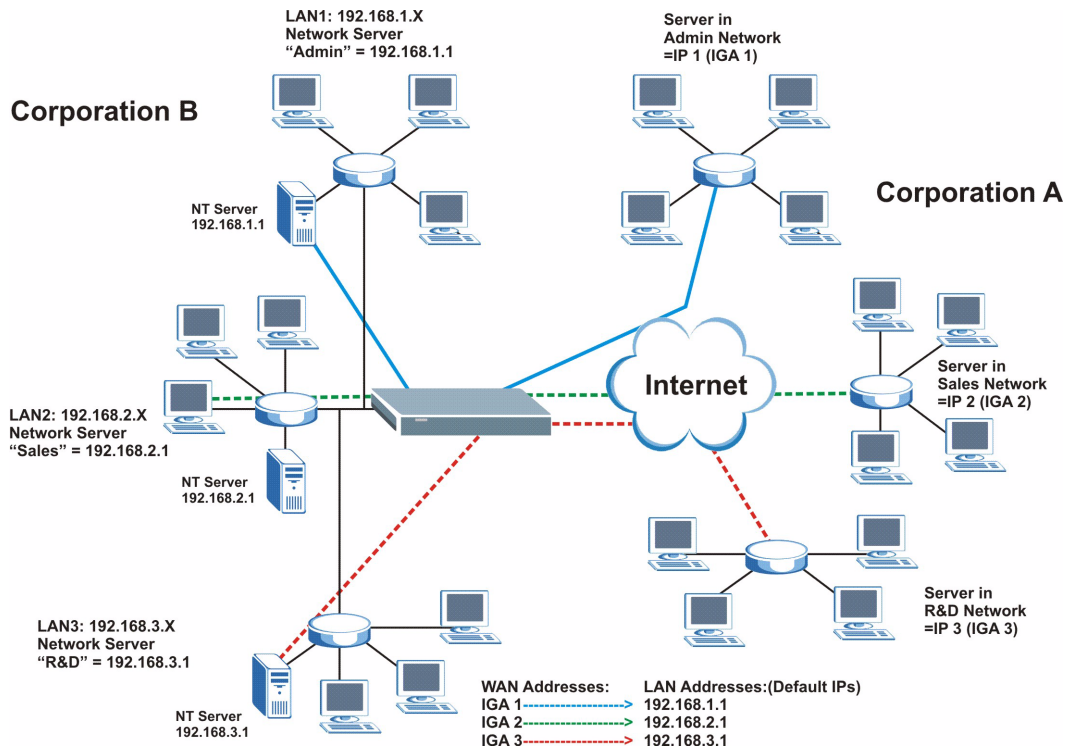 LAN1: 192.168.1.X
Network Server
“Admin” = 192.168.1.1
Server in
Admin Network
=IP 1 (IGA 1)
Corporation B
Corporation A
NT Server
192.168.1.1
Internet
Server in
Sales Network
=IP 2 (IGA 2)
LAN2: 192.168.2.X
Network Server
“Sales” = 192.168.2.1
NT Server
192.168.2.1
Server in
R&D Network
=IP 3 (IGA 3)
LAN3: 192.168.3.X
Network Server
“R&D” = 192.168.3.1
NT Server
192.168.3.1
WAN Addresses: LAN Addresses:(Default IPs)
IGA 1 192.168.1.1
IGA 2 192.168.2.1
IGA 3 192.168.3.1